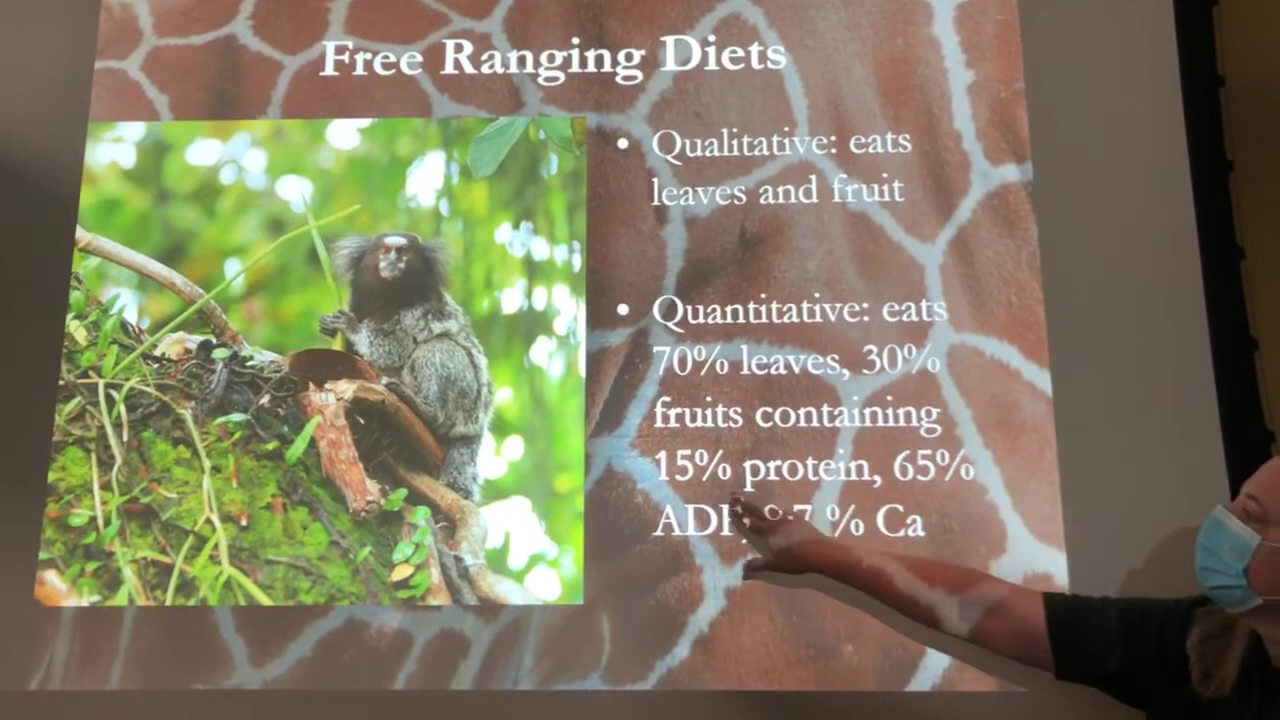 Free Ranging Diets
• Qualitative: eats
leaves and fruit
• Quantitative: eats
70% leaves, 30%
fruits containing
15% protein, 65%
% Ca